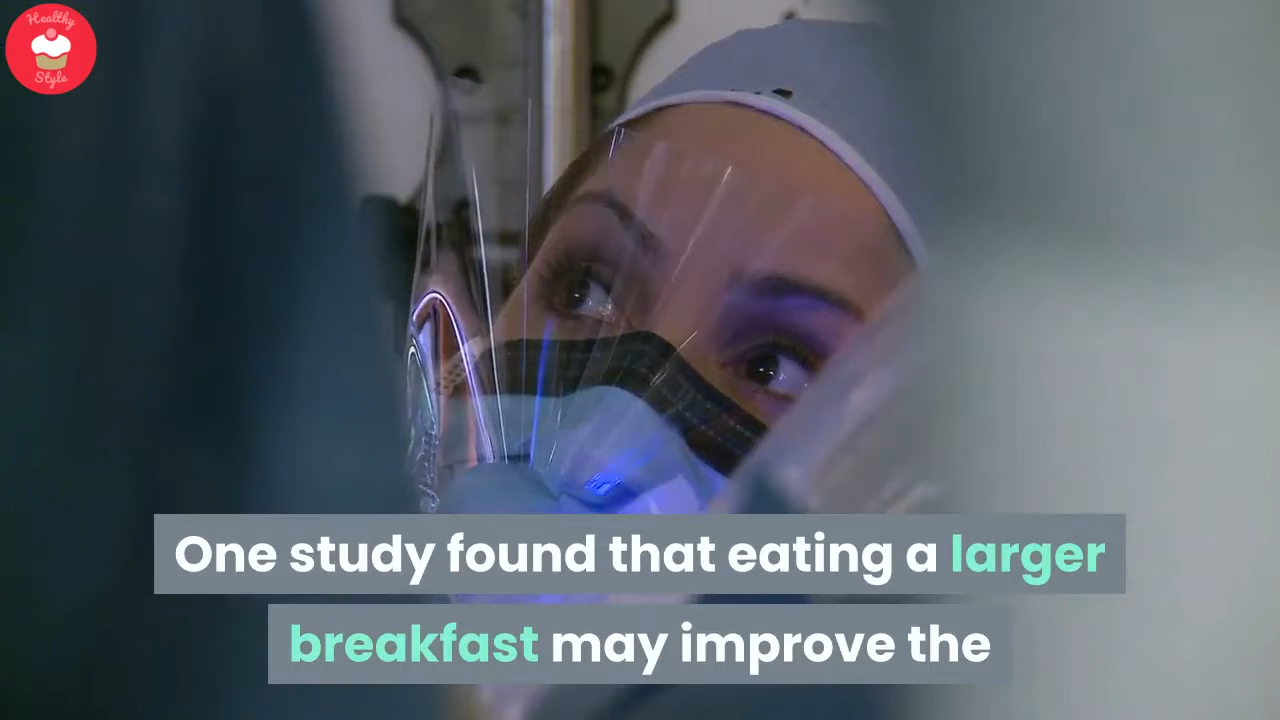 Healthy
Style
One study found that eating a larger
breakfast may improve the